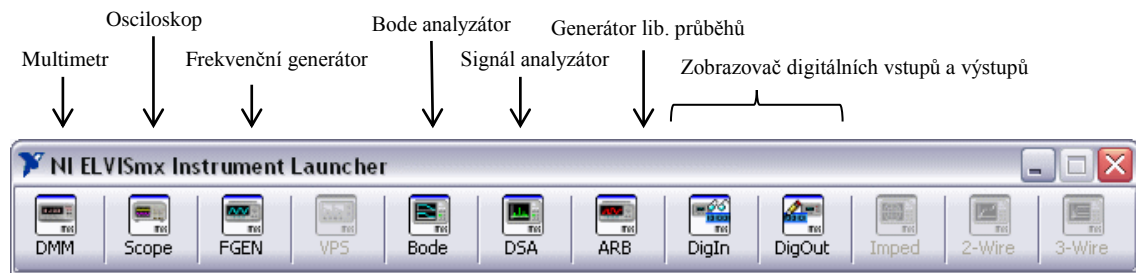 Osciloskop Bode analyzátor Generátor lib. průběhů
Multimetr Frekvenční generátor Signál analyzátor Zobrazovač digitálních vstupů a výstupů
NI ELVISmx Instrument Launcher
DMM Scope FGEN VPS Bode DSA ARB DigIn DigOut Imped 2-Wire 3-Wire